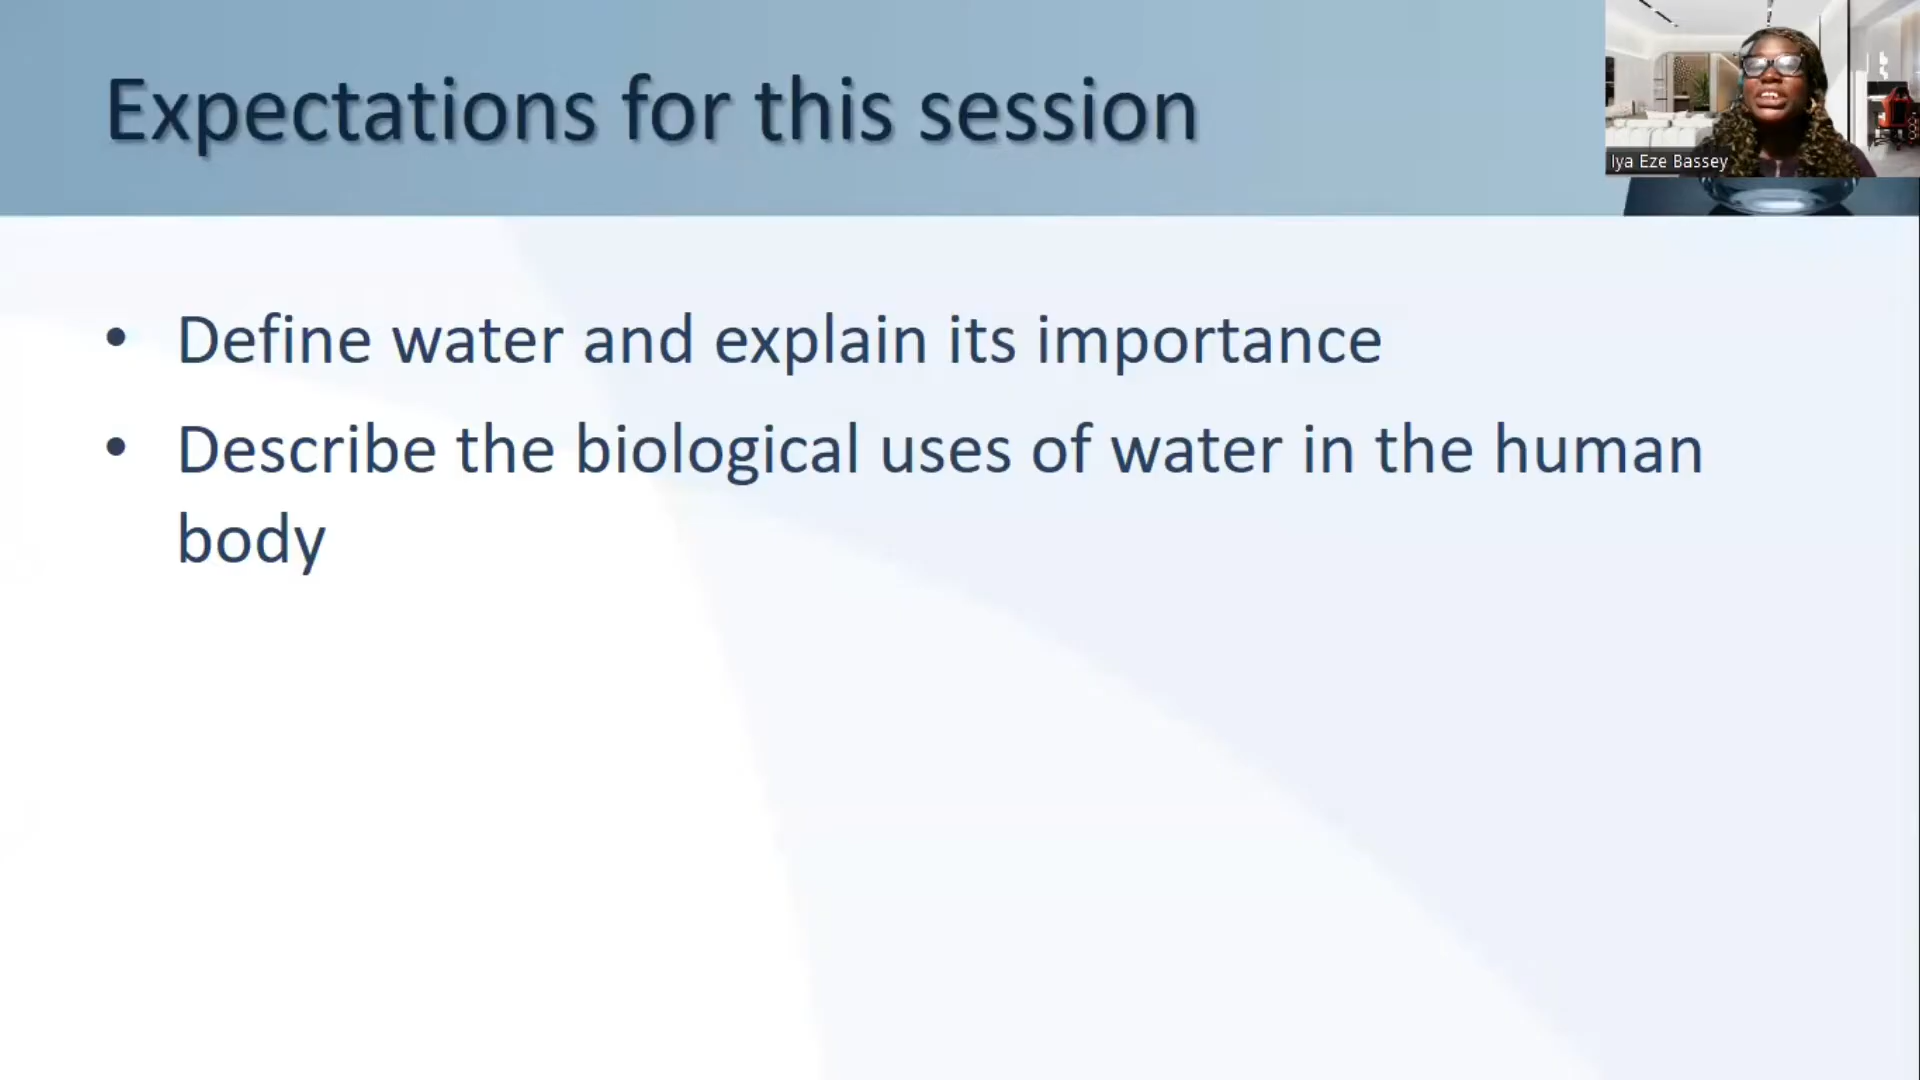 Expectations for this session
Iya Eze Bassey
• Define water and explain its importance
• Describe the biological uses of water in the human
body